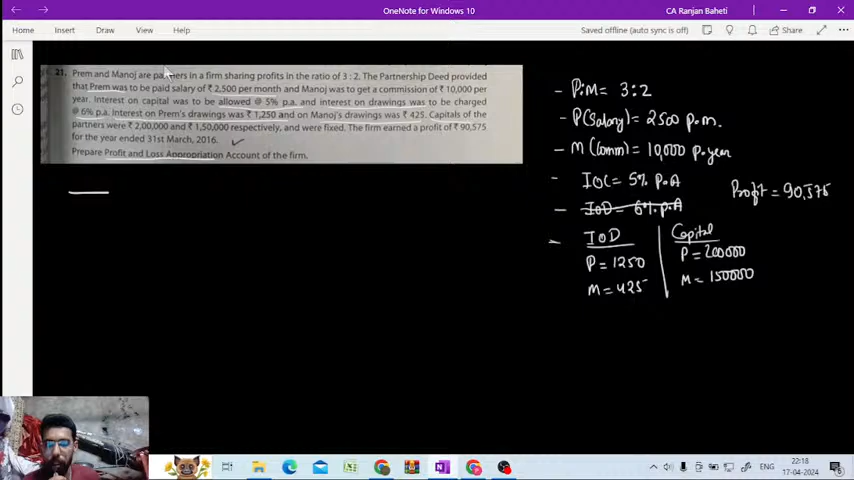 OneNote for Windows 10
CA Ranjan Baheti
Home Insert Draw View Help
Saved offline (auto sync is off)
Share
21. Prem and Manoj are partners in a firm sharing profits in the ratio of 3 : 2. The Partnership Deed provided
that Prem was to be paid salary of ₹ 2,500 per month and Manoj was to get a commission of ₹ 10,000 per
year. Interest on capital was to be allowed @ 5% p.a. and interest on drawings was to be charged
@ 6% p.a. Interest on Prem's drawings was ₹ 1,250 and on Manoj's drawings was ₹ 425. Capitals of the
partners were ₹ 2,00,000 and ₹ 1,50,000 respectively, and were fixed. The firm earned a profit of ₹ 90,575
for the year ended 31st March, 2016.
Prepare Profit and Loss Appropriation Account of the firm.
- P:M = 3:2
- P(Salary) = 2500 p.m.
- M(Comm) = 10,000 p.year
- IOC = 5% P.A
- IOD = 6% P.A
Profit = 90,575
- IOD
P = 1250
M = 425
Capital
P = 200000
M = 150000
ENG
22:18
17-04-2024